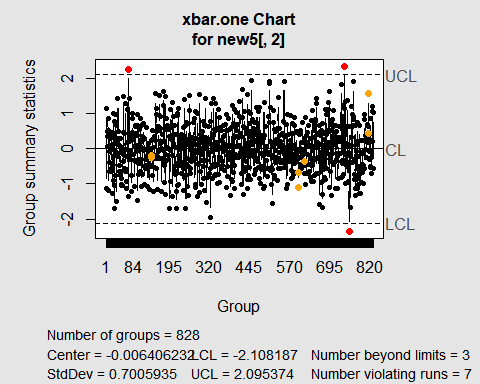 xbar.one Chart
for new5[, 2]
Group summary statistics
2
1
0
-1
-2
UCL
CL
LCL
1 84 195 320 445 570 695 820
Group
Number of groups = 828
Center = -0.006406232 LCL = -2.108187 Number beyond limits = 3
StdDev = 0.7005935 UCL = 2.095374 Number violating runs = 7